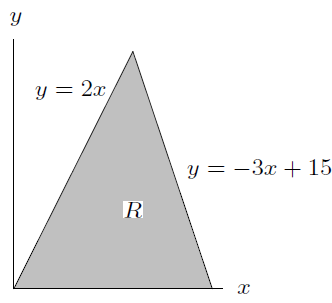 y
y = 2x
y = −3x + 15
R
x